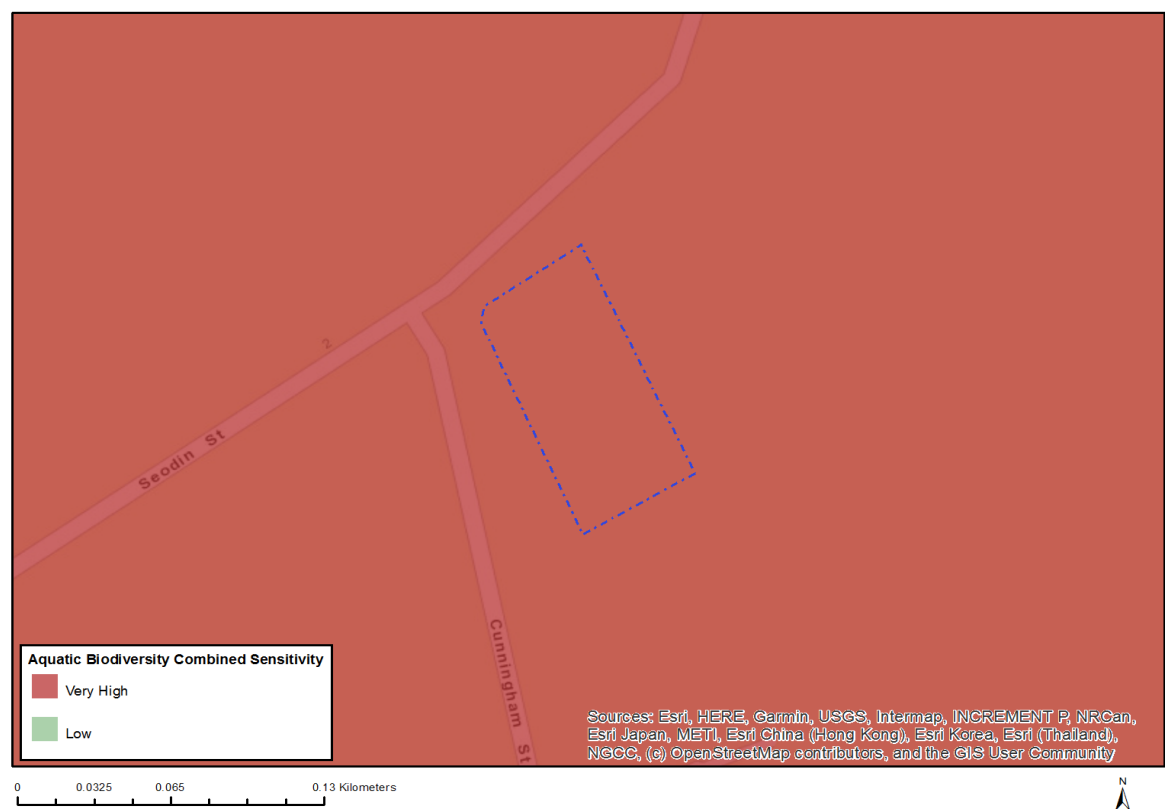 2
Seodin St
Cunningham St
Aquatic Biodiversity Combined Sensitivity
Very High
Low
Sources: Esri, HERE, Garmin, USGS, Intermap, INCREMENT P, NRCan,
Esri Japan, METI, Esri China (Hong Kong), Esri Korea, Esri (Thailand),
NGCC, (c) OpenStreetMap contributors, and the GIS User Community
0 0.0325 0.065 0.13 Kilometers
N